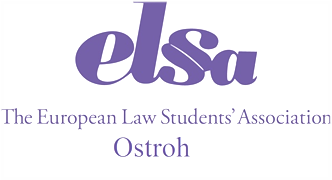 elsa
The European Law Students' Association
Ostroh